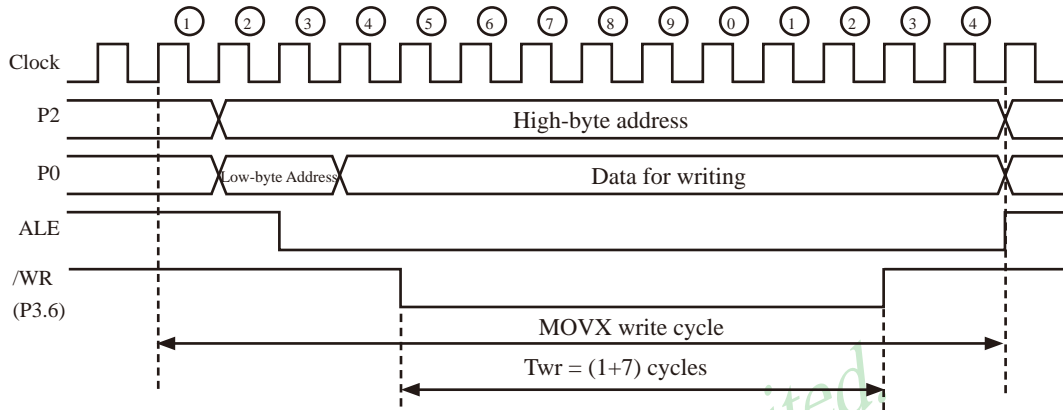 1 2 3 4 5 6 7 8 9 0 1 2 3 4
Clock
P2 High-byte address
P0 Low-byte Address Data for writing
ALE
/WR
(P3.6)
MOVX write cycle
Twr = (1+7) cycles